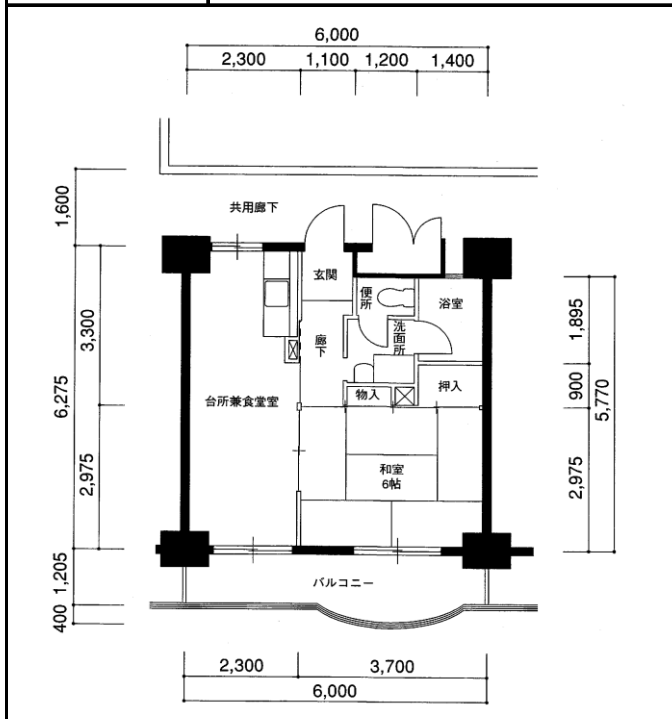 6,000
2,300
1,100
1,200
1,400
1,600
共用廊下
玄関
便所
浴室
洗面所
廊下
3,300
1,895
6,275
台所兼食堂室
物入
押入
900
5,770
和室
6帖
2,975
2,975
バルコニー
1,205
400
2,300
3,700
6,000